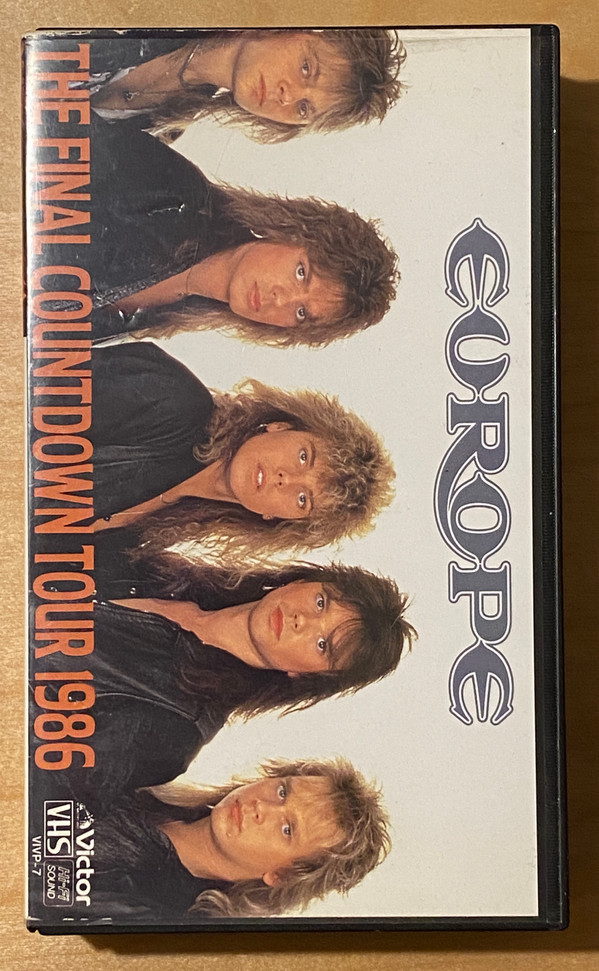 EUROPE
THE FINAL COUNTDOWN TOUR 1986
Victor
VHS
Hi-Fi
SOUND
VIVP-7